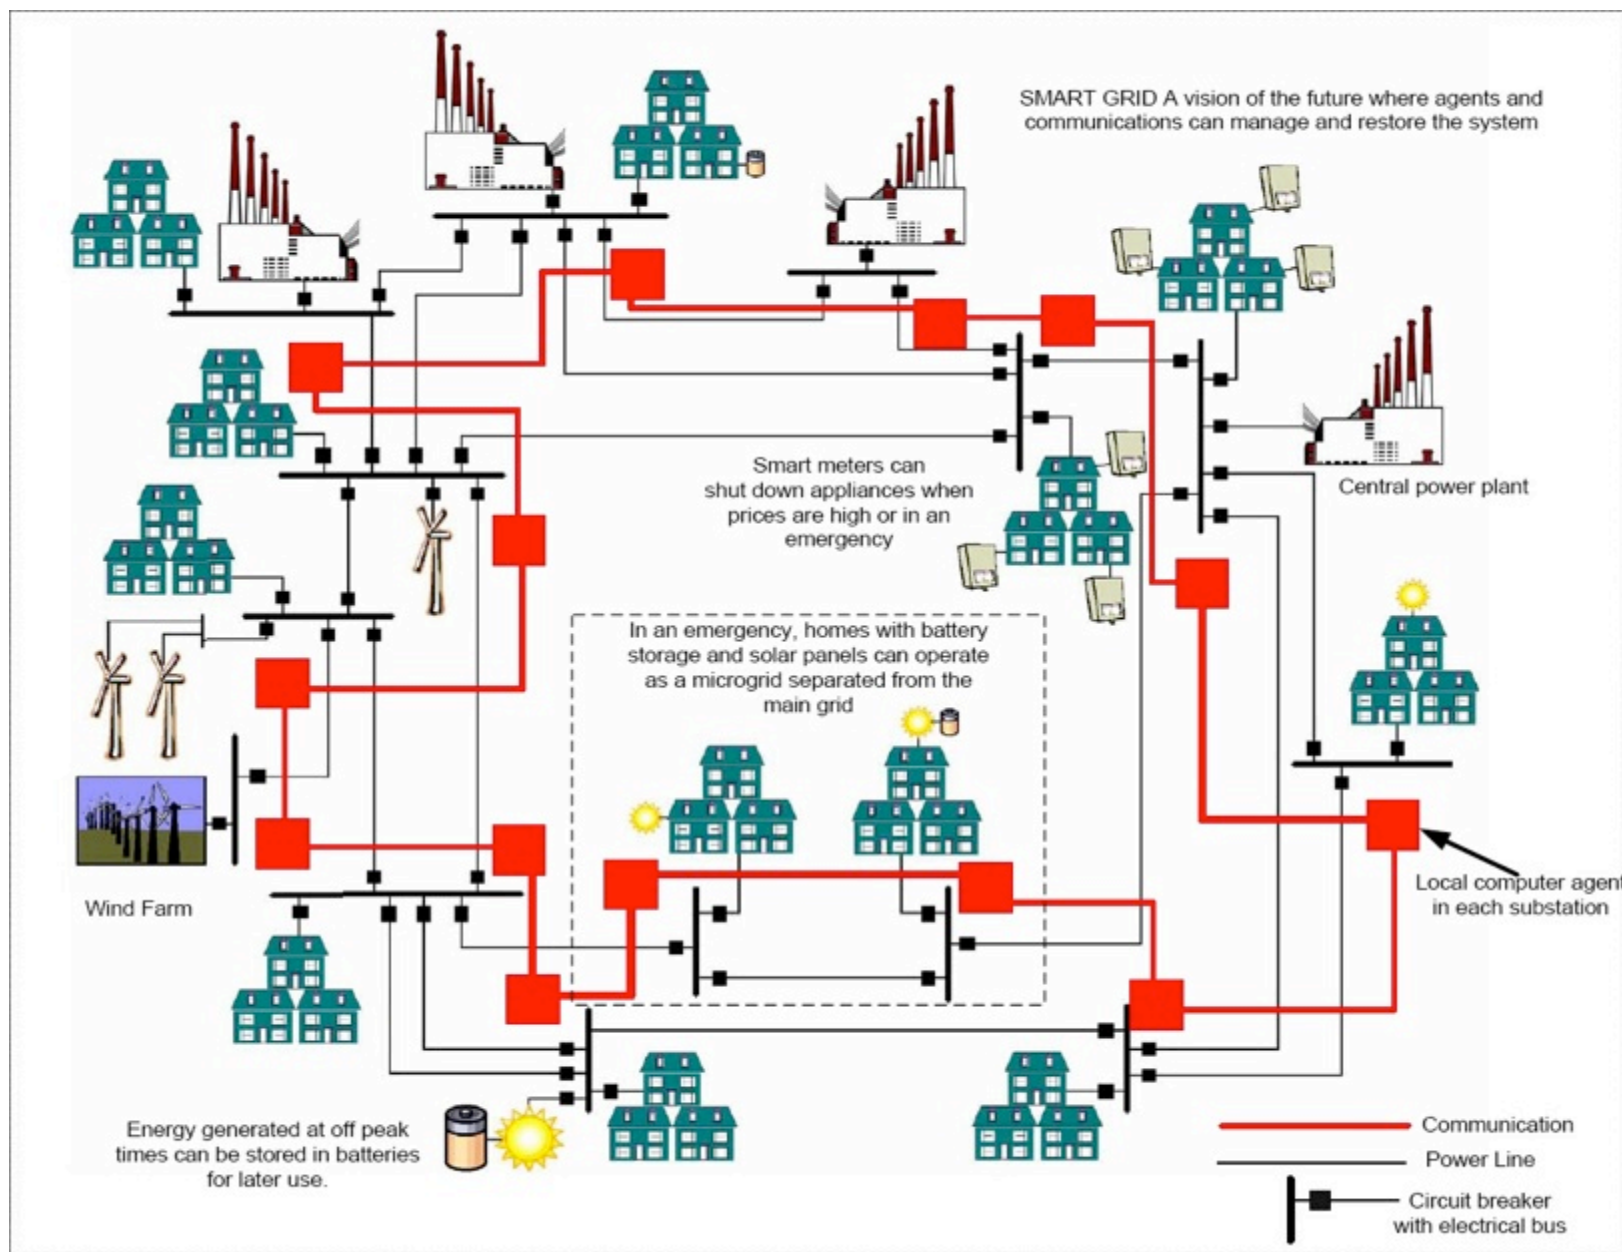 SMART GRID A vision of the future where agents and
communications can manage and restore the system
Smart meters can
shut down appliances when
prices are high or in an
emergency
Central power plant
In an emergency, homes with battery
storage and solar panels can operate
as a microgrid separated from the
main grid
Wind Farm
Local computer agent
in each substation
Energy generated at off peak
times can be stored in batteries
for later use.
Communication
Power Line
Circuit breaker
with electrical bus